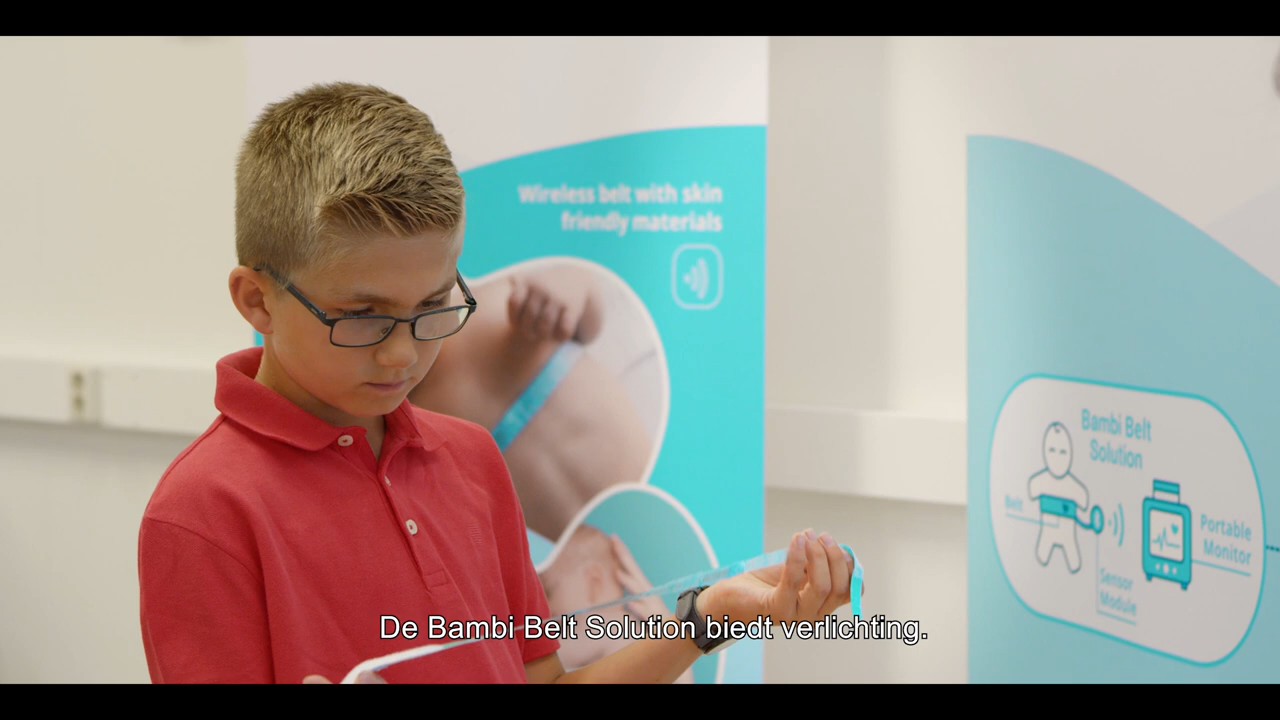 Wireless belt with skin
friendly materials
Bambi Belt
Solution
Belt
Portable
Monitor
Sensor
Module
De Bambi Belt Solution biedt verlichting.